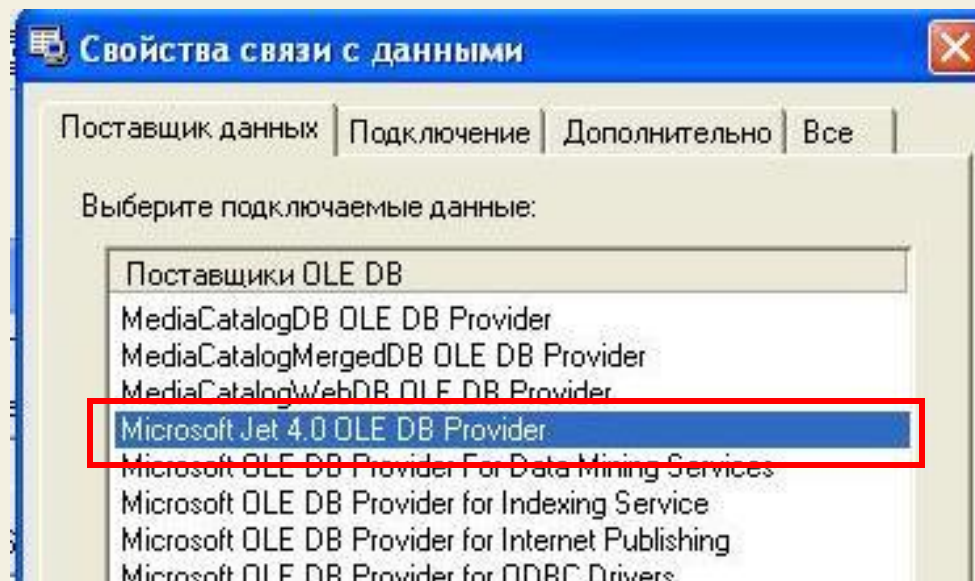 Свойства связи с данными
Поставщик данных Подключение Дополнительно Все
Выберите подключаемые данные:
Поставщики OLE DB
MediaCatalogDB OLE DB Provider
MediaCatalogMergedDB OLE DB Provider
MediaCatalogWebDB OLE DB Provider
Microsoft Jet 4.0 OLE DB Provider
Microsoft OLE DB Provider For Data Mining Services
Microsoft OLE DB Provider for Indexing Service
Microsoft OLE DB Provider for Internet Publishing
Microsoft OLE DB Provider for ODBC Drivers